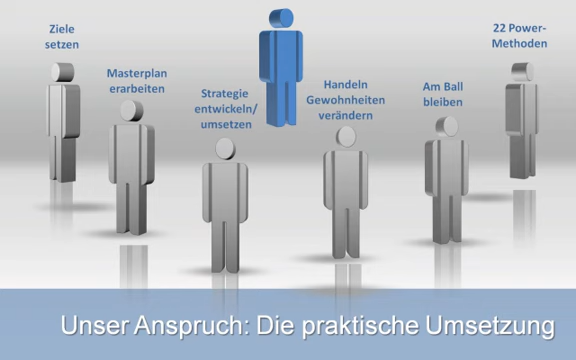 Ziele
setzen
Masterplan
erarbeiten
Strategie
entwickeln/
umsetzen
Handeln
Gewohnheiten
verändern
Am Ball
bleiben
22 Power-
Methoden
Unser Anspruch: Die praktische Umsetzung